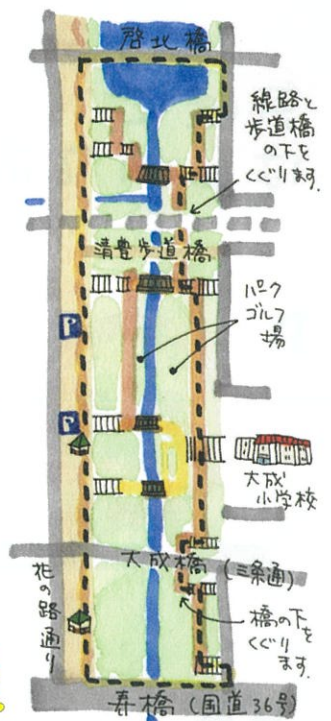 啓北橋
線路と
歩道橋
の下を
くぐります.
清豊歩道橋
パーク
ゴルフ
場
P
P
大成
小学校
大成橋 (三条通)
花の路通り
橋の下を
くぐり
ます.
寿橋 (国道36号)